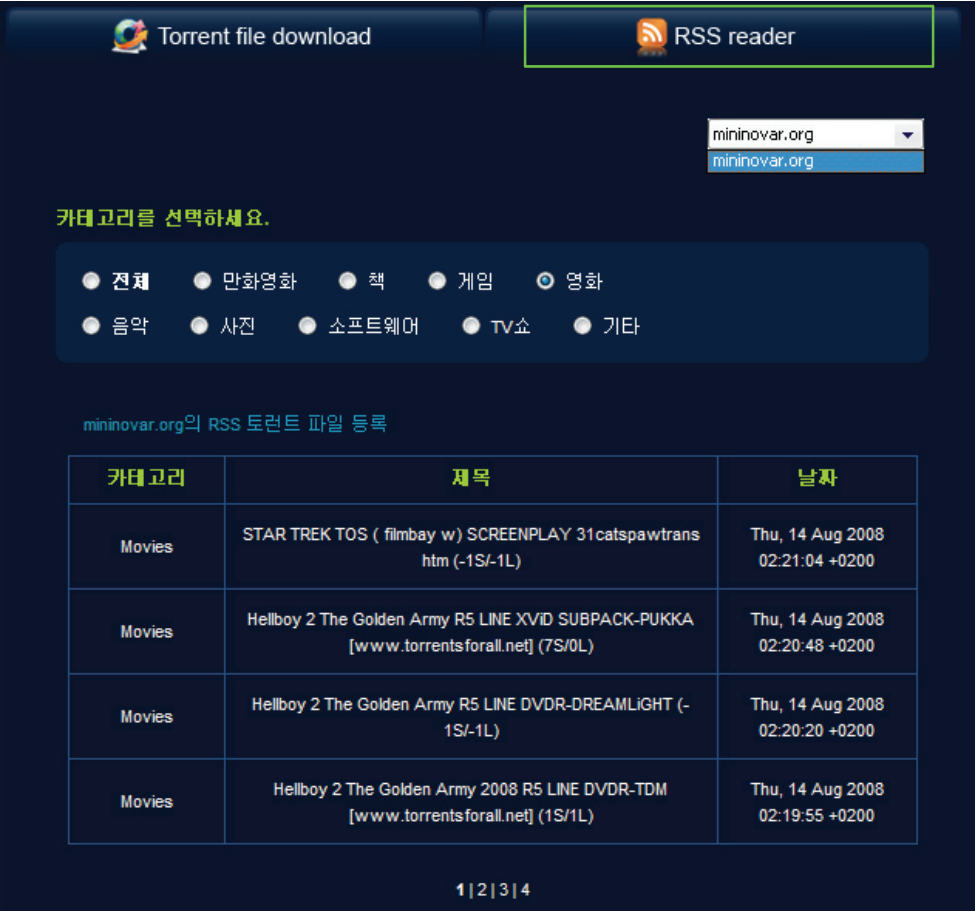 Torrent file download
RSS reader
mininovar.org
mininovar.org
카테고리를 선택하세요.
전체 만화영화 책 게임 영화
음악 사진 소프트웨어 TV쇼 기타
mininovar.org의 RSS 토런트 파일 등록
카테고리 제목 날짜
Movies
STAR TREK TOS ( filmbay w) SCREENPLAY 31catspawtrans
htm (-1S/-1L)
Thu, 14 Aug 2008
02:21:04 +0200
Movies
Hellboy 2 The Golden Army R5 LINE XViD SUBPACK-PUKKA
[www.torrentsforall.net] (7S/0L)
Thu, 14 Aug 2008
02:20:48 +0200
Movies
Hellboy 2 The Golden Army R5 LINE DVDR-DREAMLiGHT (-
1S/-1L)
Thu, 14 Aug 2008
02:20:20 +0200
Movies
Hellboy 2 The Golden Army 2008 R5 LINE DVDR-TDM
[www.torrentsforall.net] (1S/1L)
Thu, 14 Aug 2008
02:19:55 +0200
1|2|3|4